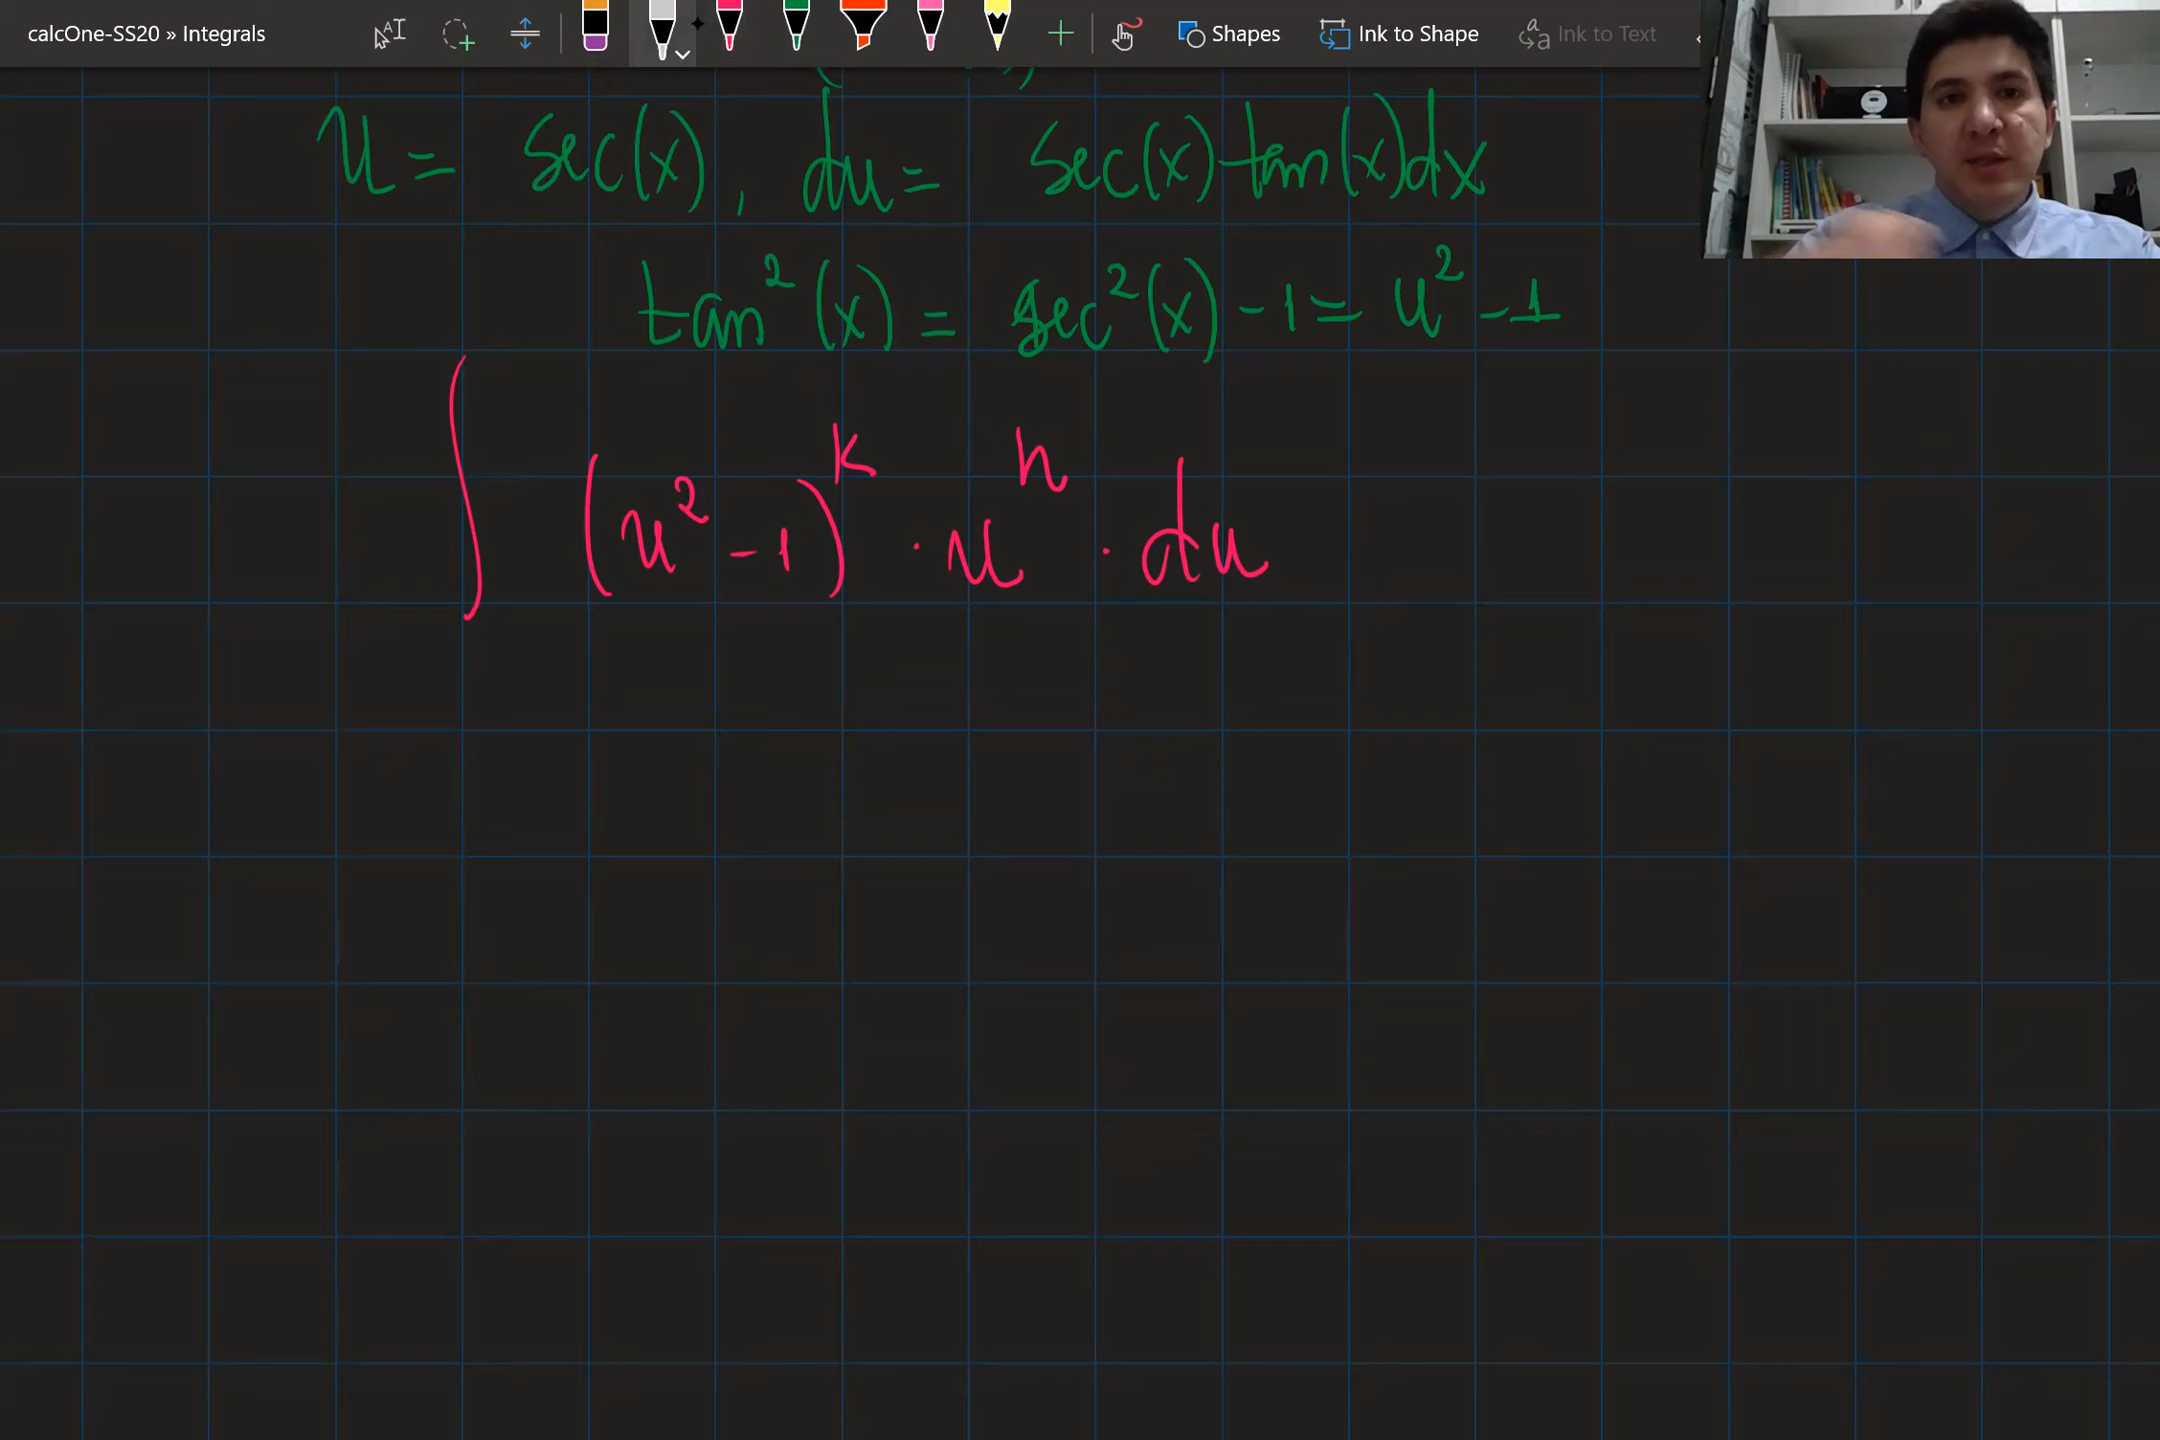 calcOne-SS20 » Integrals Shapes Ink to Shape Ink to Text
u = sec(x), du = sec(x) tan(x) dx
tan²(x) = sec²(x) - 1 = u² - 1
∫ (u² - 1)ᵏ · uⁿ · du